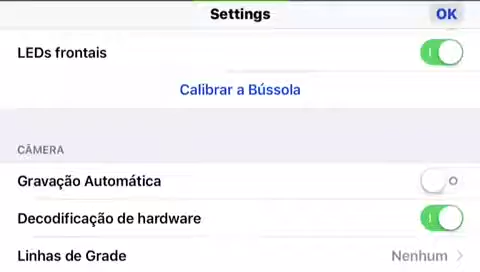 Settings
OK
LEDs frontais
Calibrar a Bússola
CÂMERA
Gravação Automática
Decodificação de hardware
Linhas de Grade
Nenhum